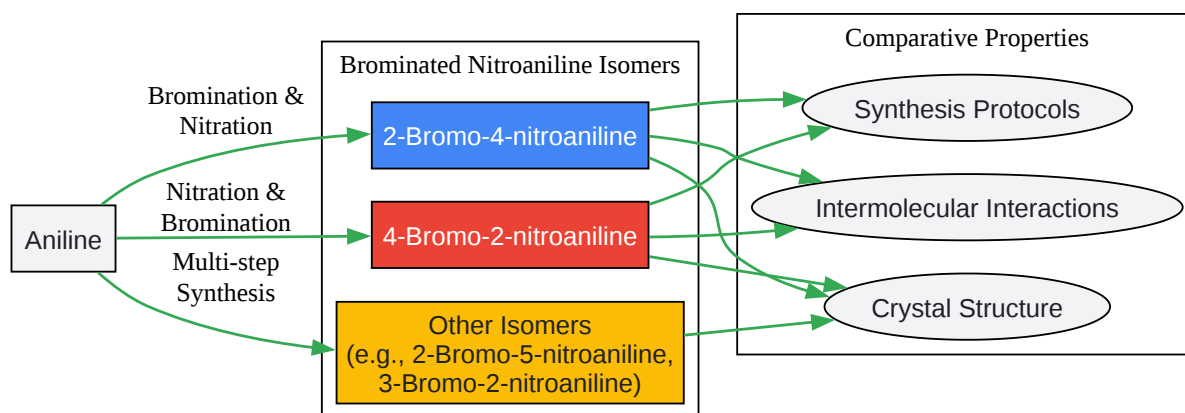 Comparative Properties
Brominated Nitroaniline Isomers
Bromination &
Nitration
2-Bromo-4-nitroaniline
Synthesis Protocols
Nitration &
Bromination
Aniline
4-Bromo-2-nitroaniline
Intermolecular Interactions
Multi-step
Synthesis
Other Isomers
(e.g., 2-Bromo-5-nitroaniline,
3-Bromo-2-nitroaniline)
Crystal Structure